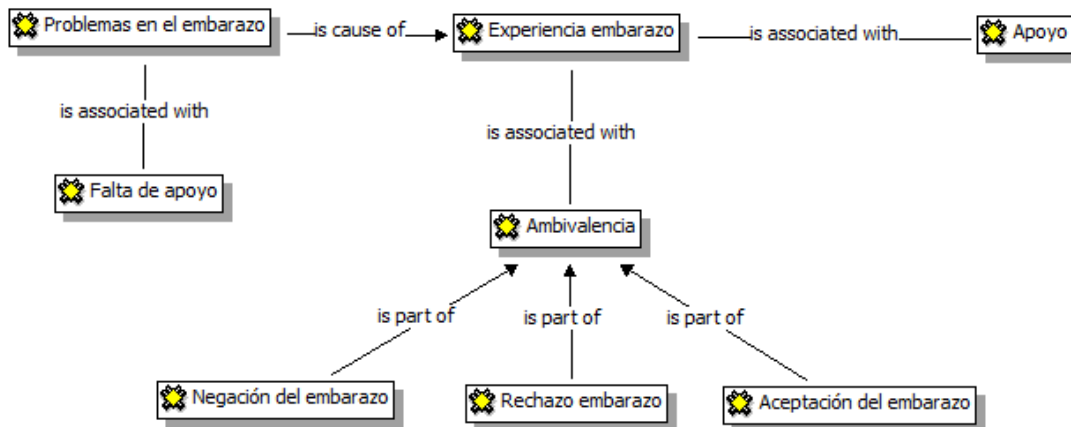 Problemas en el embarazo
is cause of
Experiencia embarazo
is associated with
Apoyo
is associated with
is associated with
Falta de apoyo
Ambivalencia
is part of
is part of
is part of
Negación del embarazo
Rechazo embarazo
Aceptación del embarazo